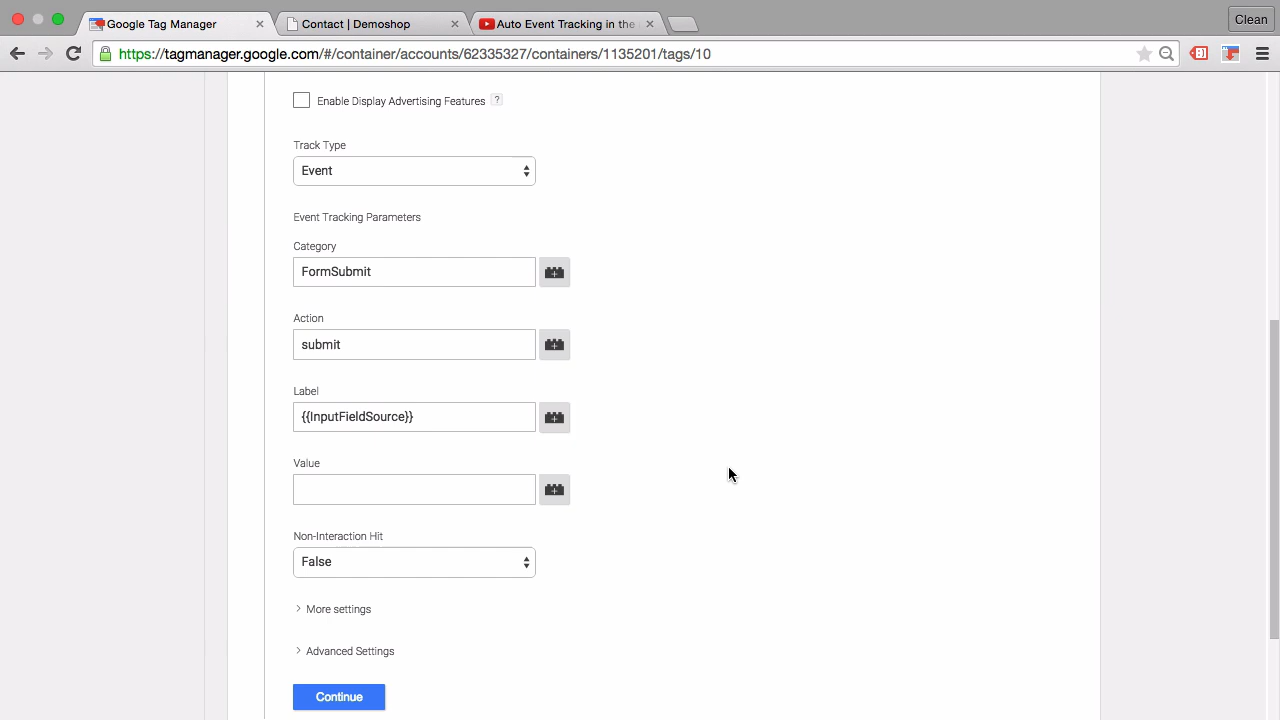 Google Tag Manager
Contact | Demoshop
Auto Event Tracking in the
Clean
https://tagmanager.google.com/#/container/accounts/62335327/containers/1135201/tags/10
Enable Display Advertising Features ?
Track Type
Event
Event Tracking Parameters
Category
FormSubmit
Action
submit
Label
{{InputFieldSource}}
Value
Non-Interaction Hit
False
More settings
Advanced Settings
Continue